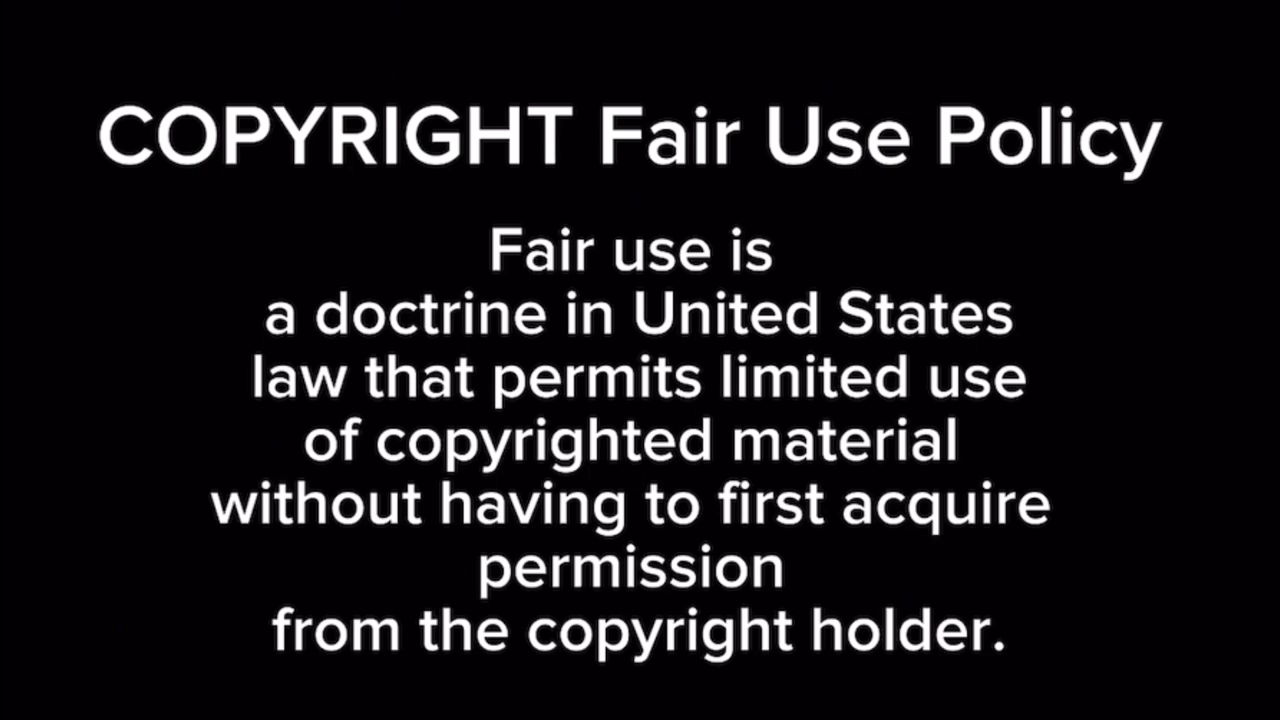 COPYRIGHT Fair Use Policy
Fair use is
a doctrine in United States
law that permits limited use
of copyrighted material
without having to first acquire
permission
from the copyright holder.